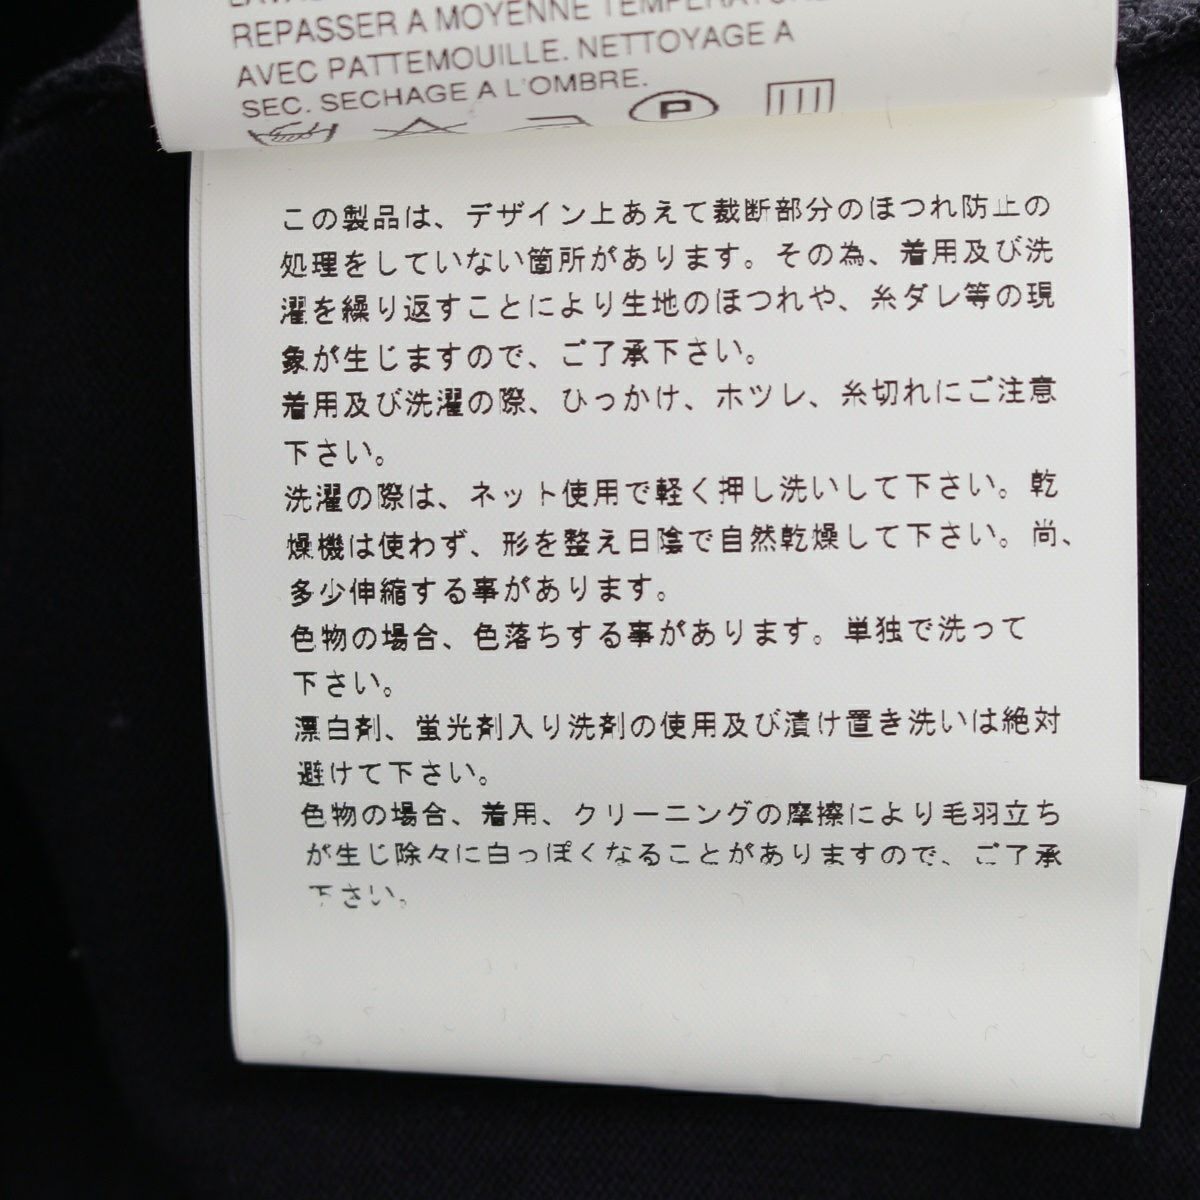 REPASSER A MOYENNE TEMPERATURE
AVEC PATTEMOUILLE. NETTOYAGE A
SEC. SECHAGE A L'OMBRE.
P
この製品は、デザイン上あえて裁断部分のほつれ防止の
処理をしていない箇所があります。その為、着用及び洗
濯を繰り返すことにより生地のほつれや、糸ダレ等の現
象が生じますので、ご了承下さい。
着用及び洗濯の際、ひっかけ、ホツレ、糸切れにご注意
下さい。
洗濯の際は、ネット使用で軽く押し洗いして下さい。乾
燥機は使わず、形を整え日陰で自然乾燥して下さい。尚、
多少伸縮する事があります。
色物の場合、色落ちする事があります。単独で洗って
下さい。
漂白剤、蛍光剤入り洗剤の使用及び漬け置き洗いは絶対
避けて下さい。
色物の場合、着用、クリーニングの摩擦により毛羽立ち
が生じ除々に白っぽくなることがありますので、ご了承
下さい。